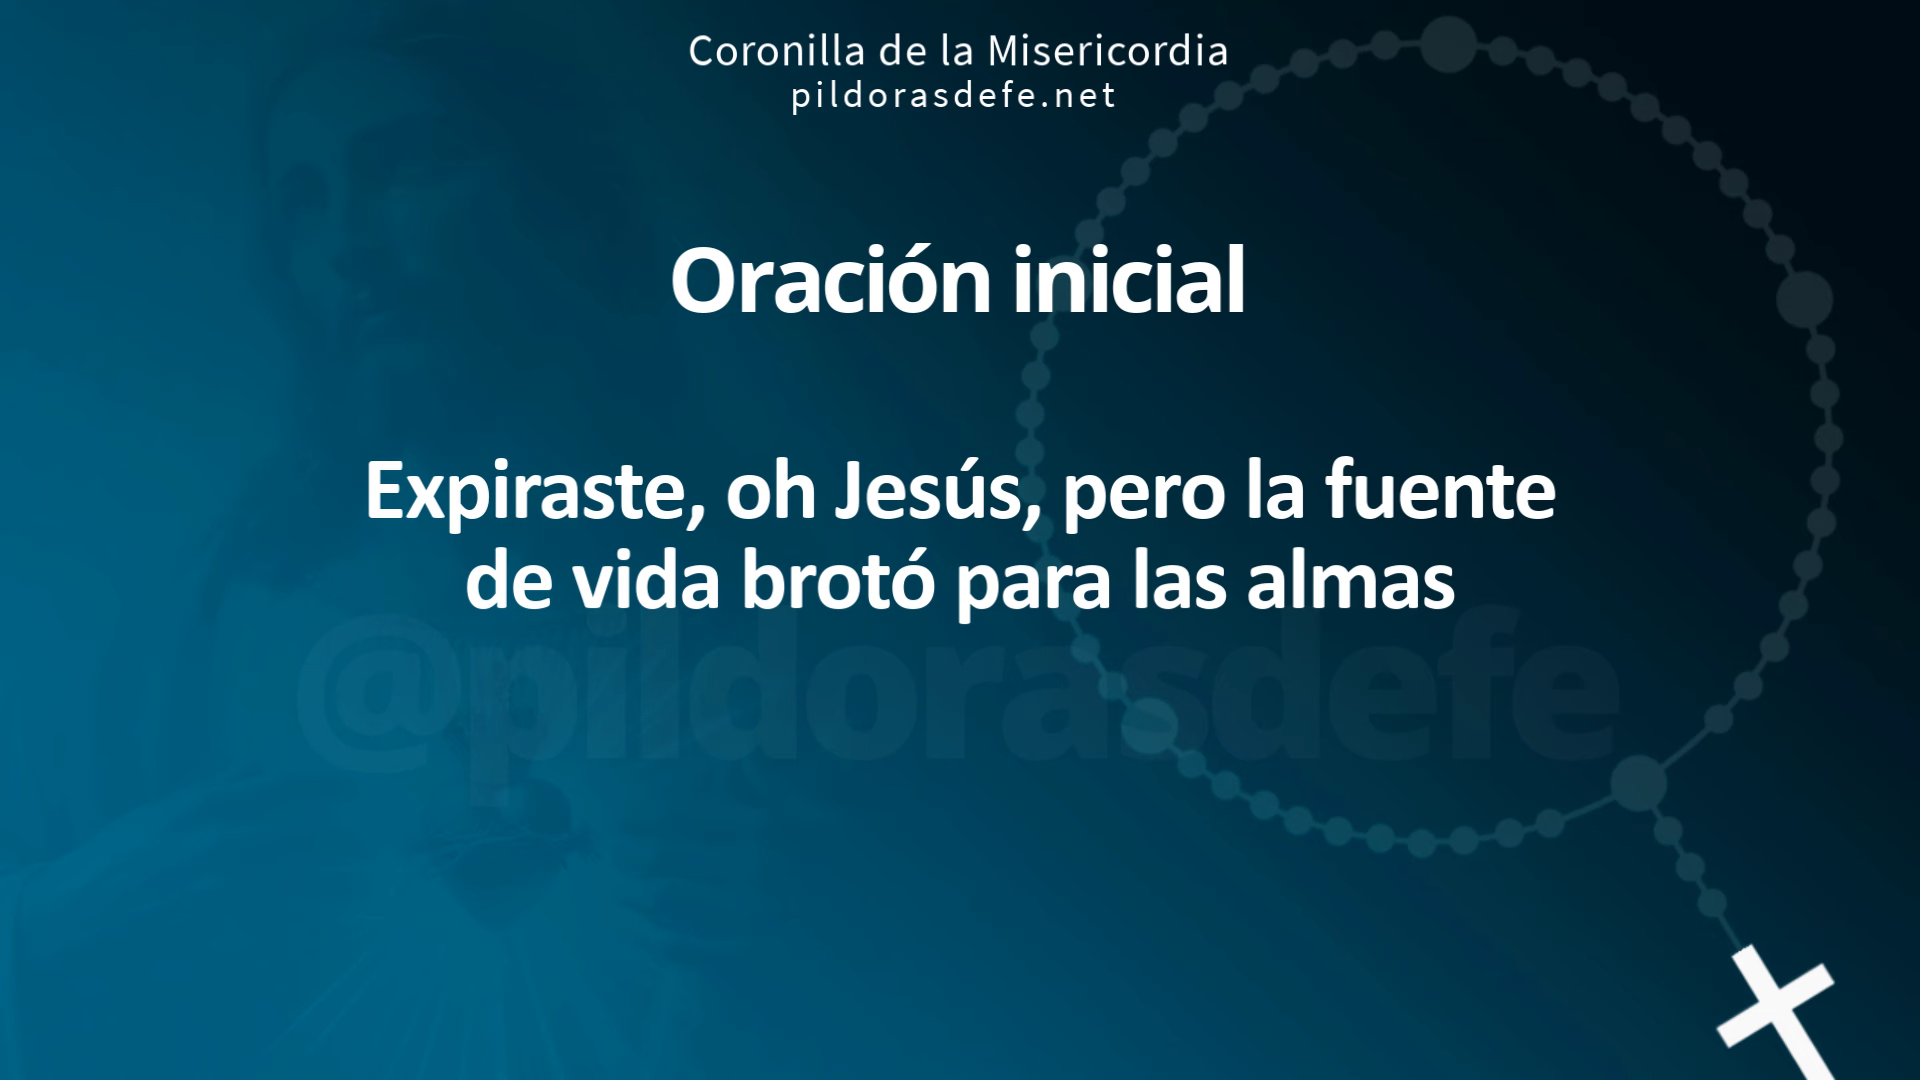 Coronilla de la Misericordia
pildorasdefe.net
Oración inicial
Expiraste, oh Jesús, pero la fuente
de vida brotó para las almas
@pildorasdefe